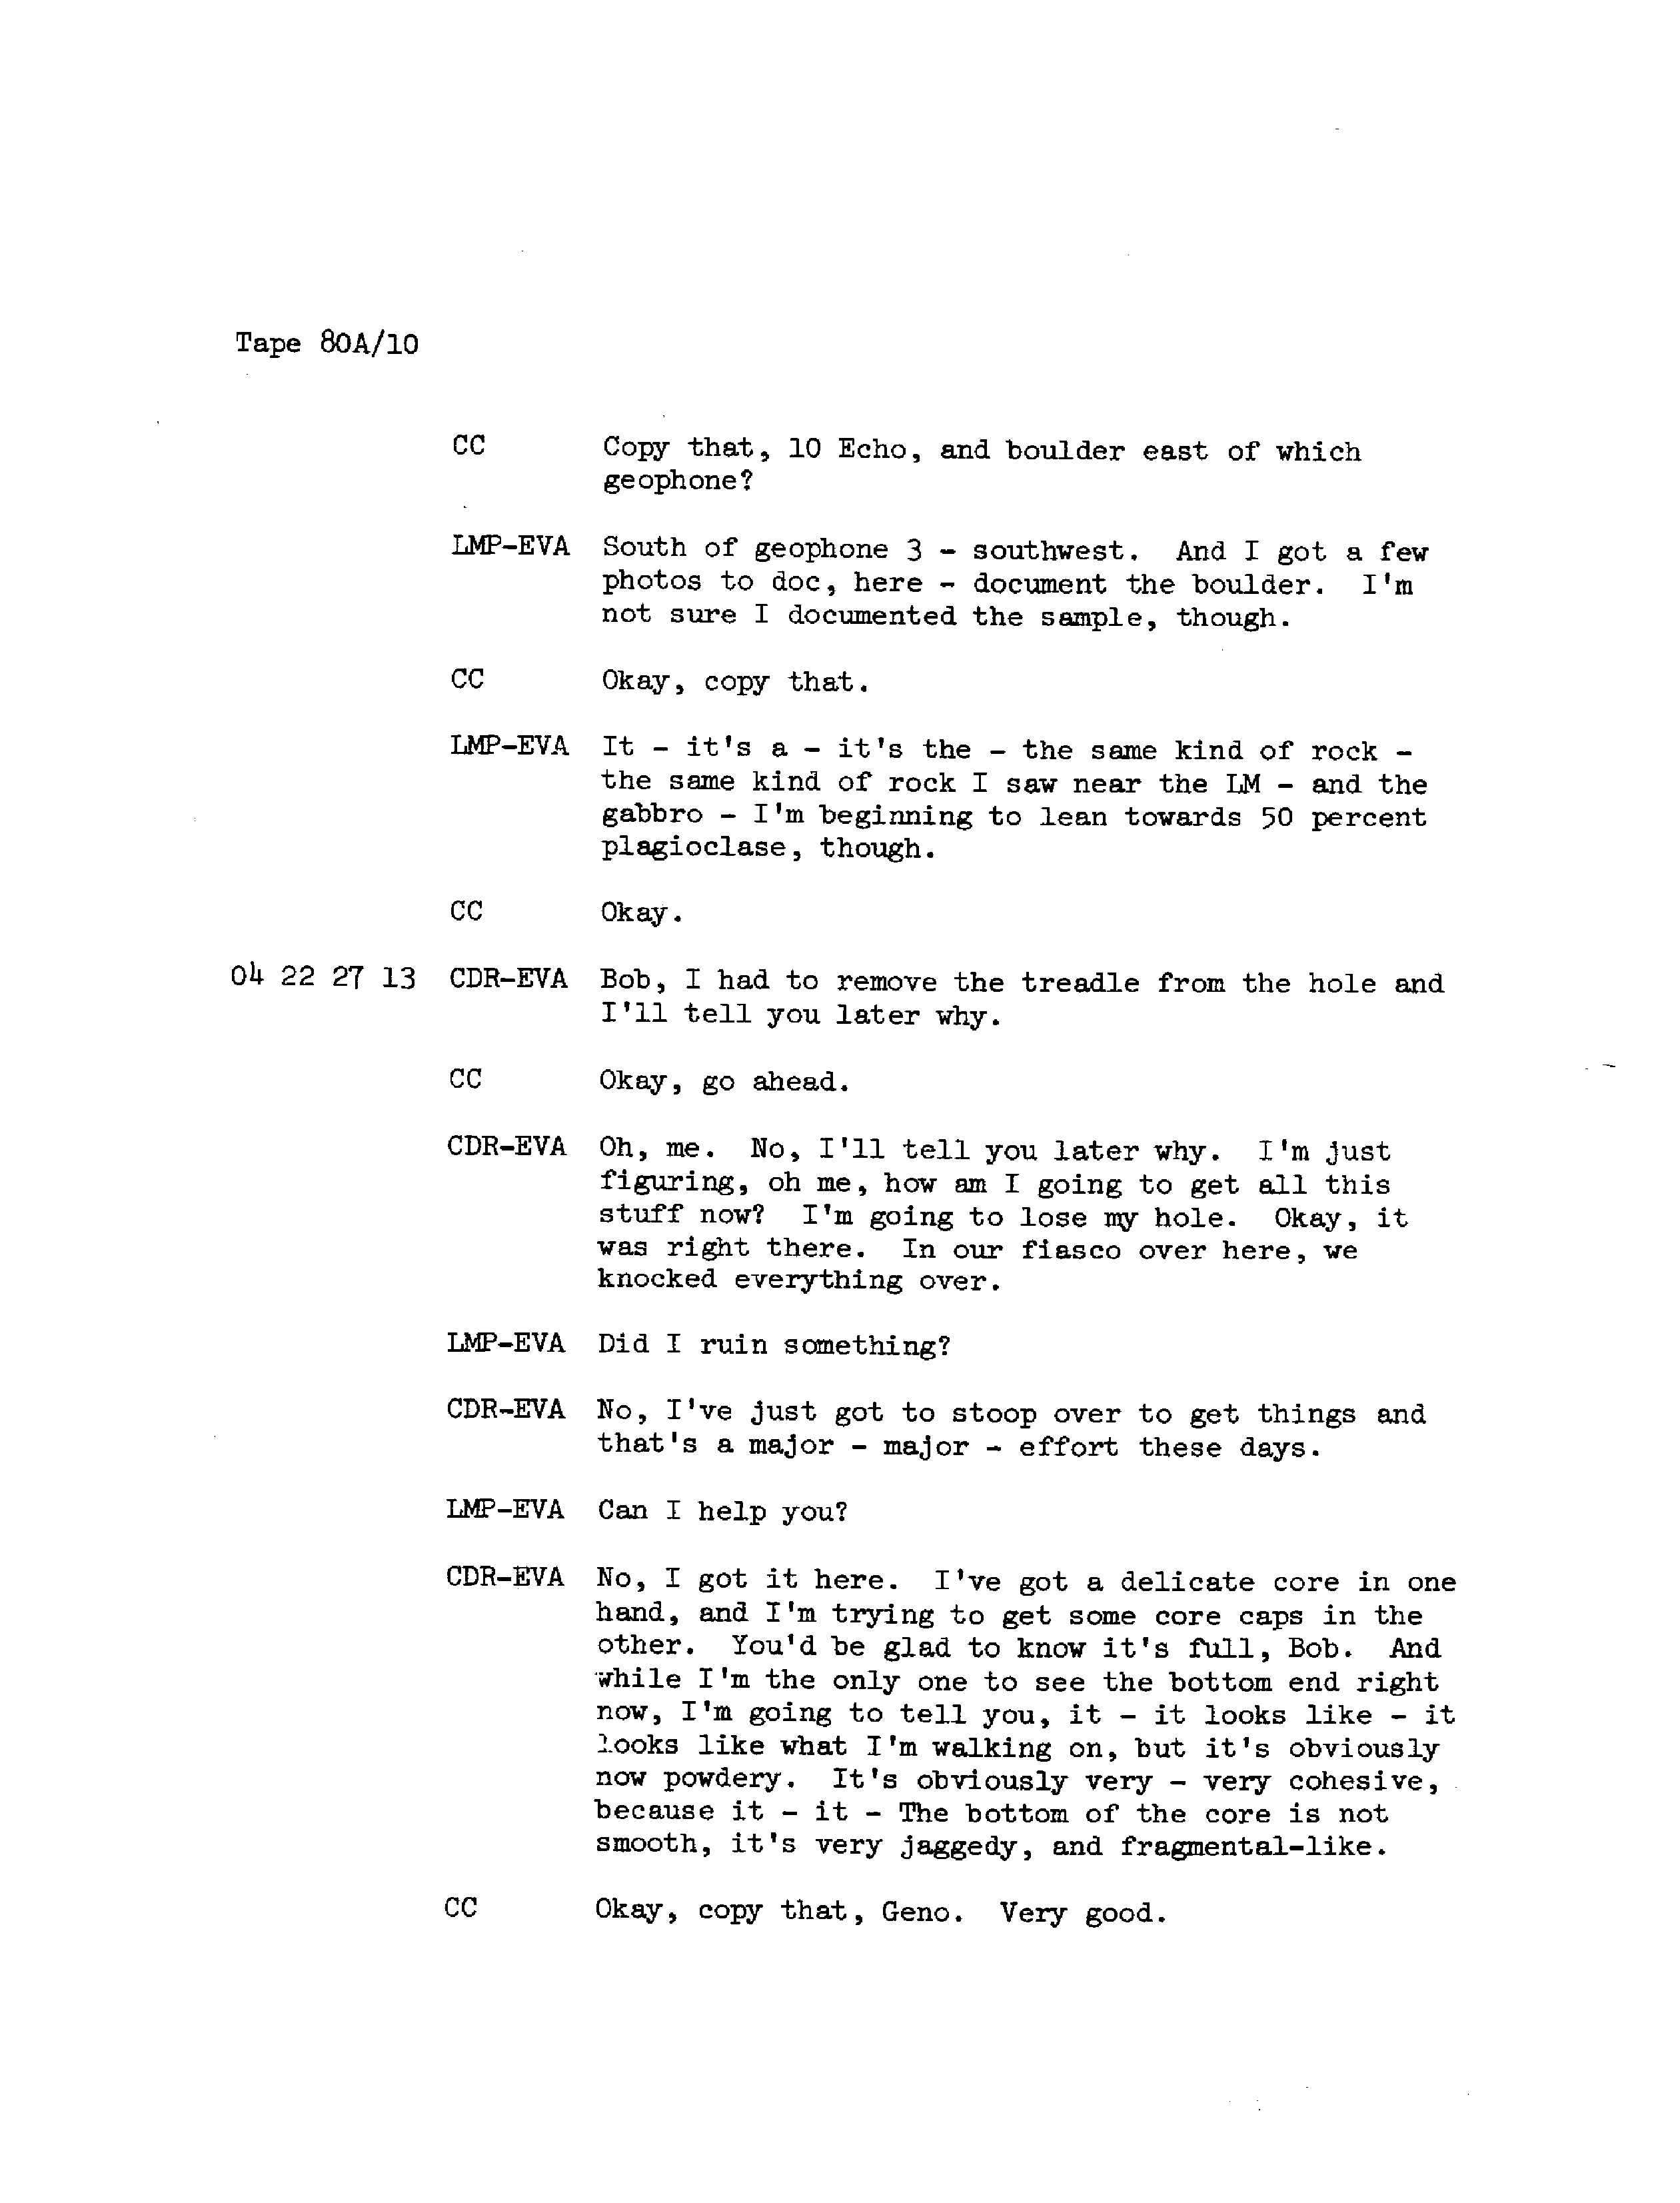 Tape 80A/10
CC Copy that, 10 Echo, and boulder east of which
geophone?
LMP-EVA South of geophone 3 - southwest. And I got a few
photos to doc, here - document the boulder. I'm
not sure I documented the sample, though.
CC Okay, copy that.
LMP-EVA It - it's a - it's the - the same kind of rock -
the same kind of rock I saw near the LM - and the
gabbro - I'm beginning to lean towards 50 percent
plagioclase, though.
CC Okay.
04 22 27 13 CDR-EVA Bob, I had to remove the treadle from the hole and
I'll tell you later why.
CC Okay, go ahead.
CDR-EVA Oh, me. No, I'll tell you later why. I'm just
figuring, oh me, how am I going to get all this
stuff now? I'm going to lose my hole. Okay, it
was right there. In our fiasco over here, we
knocked everything over.
LMP-EVA Did I ruin something?
CDR-EVA No, I've just got to stoop over to get things and
that's a major - major - effort these days.
LMP-EVA Can I help you?
CDR-EVA No, I got it here. I've got a delicate core in one
hand, and I'm trying to get some core caps in the
other. You'd be glad to know it's full, Bob. And
while I'm the only one to see the bottom end right
now, I'm going to tell you, it - it looks like - it
looks like what I'm walking on, but it's obviously
now powdery. It's obviously very - very cohesive,
because it - it - The bottom of the core is not
smooth, it's very jaggedy, and fragmental-like.
CC Okay, copy that, Geno. Very good.